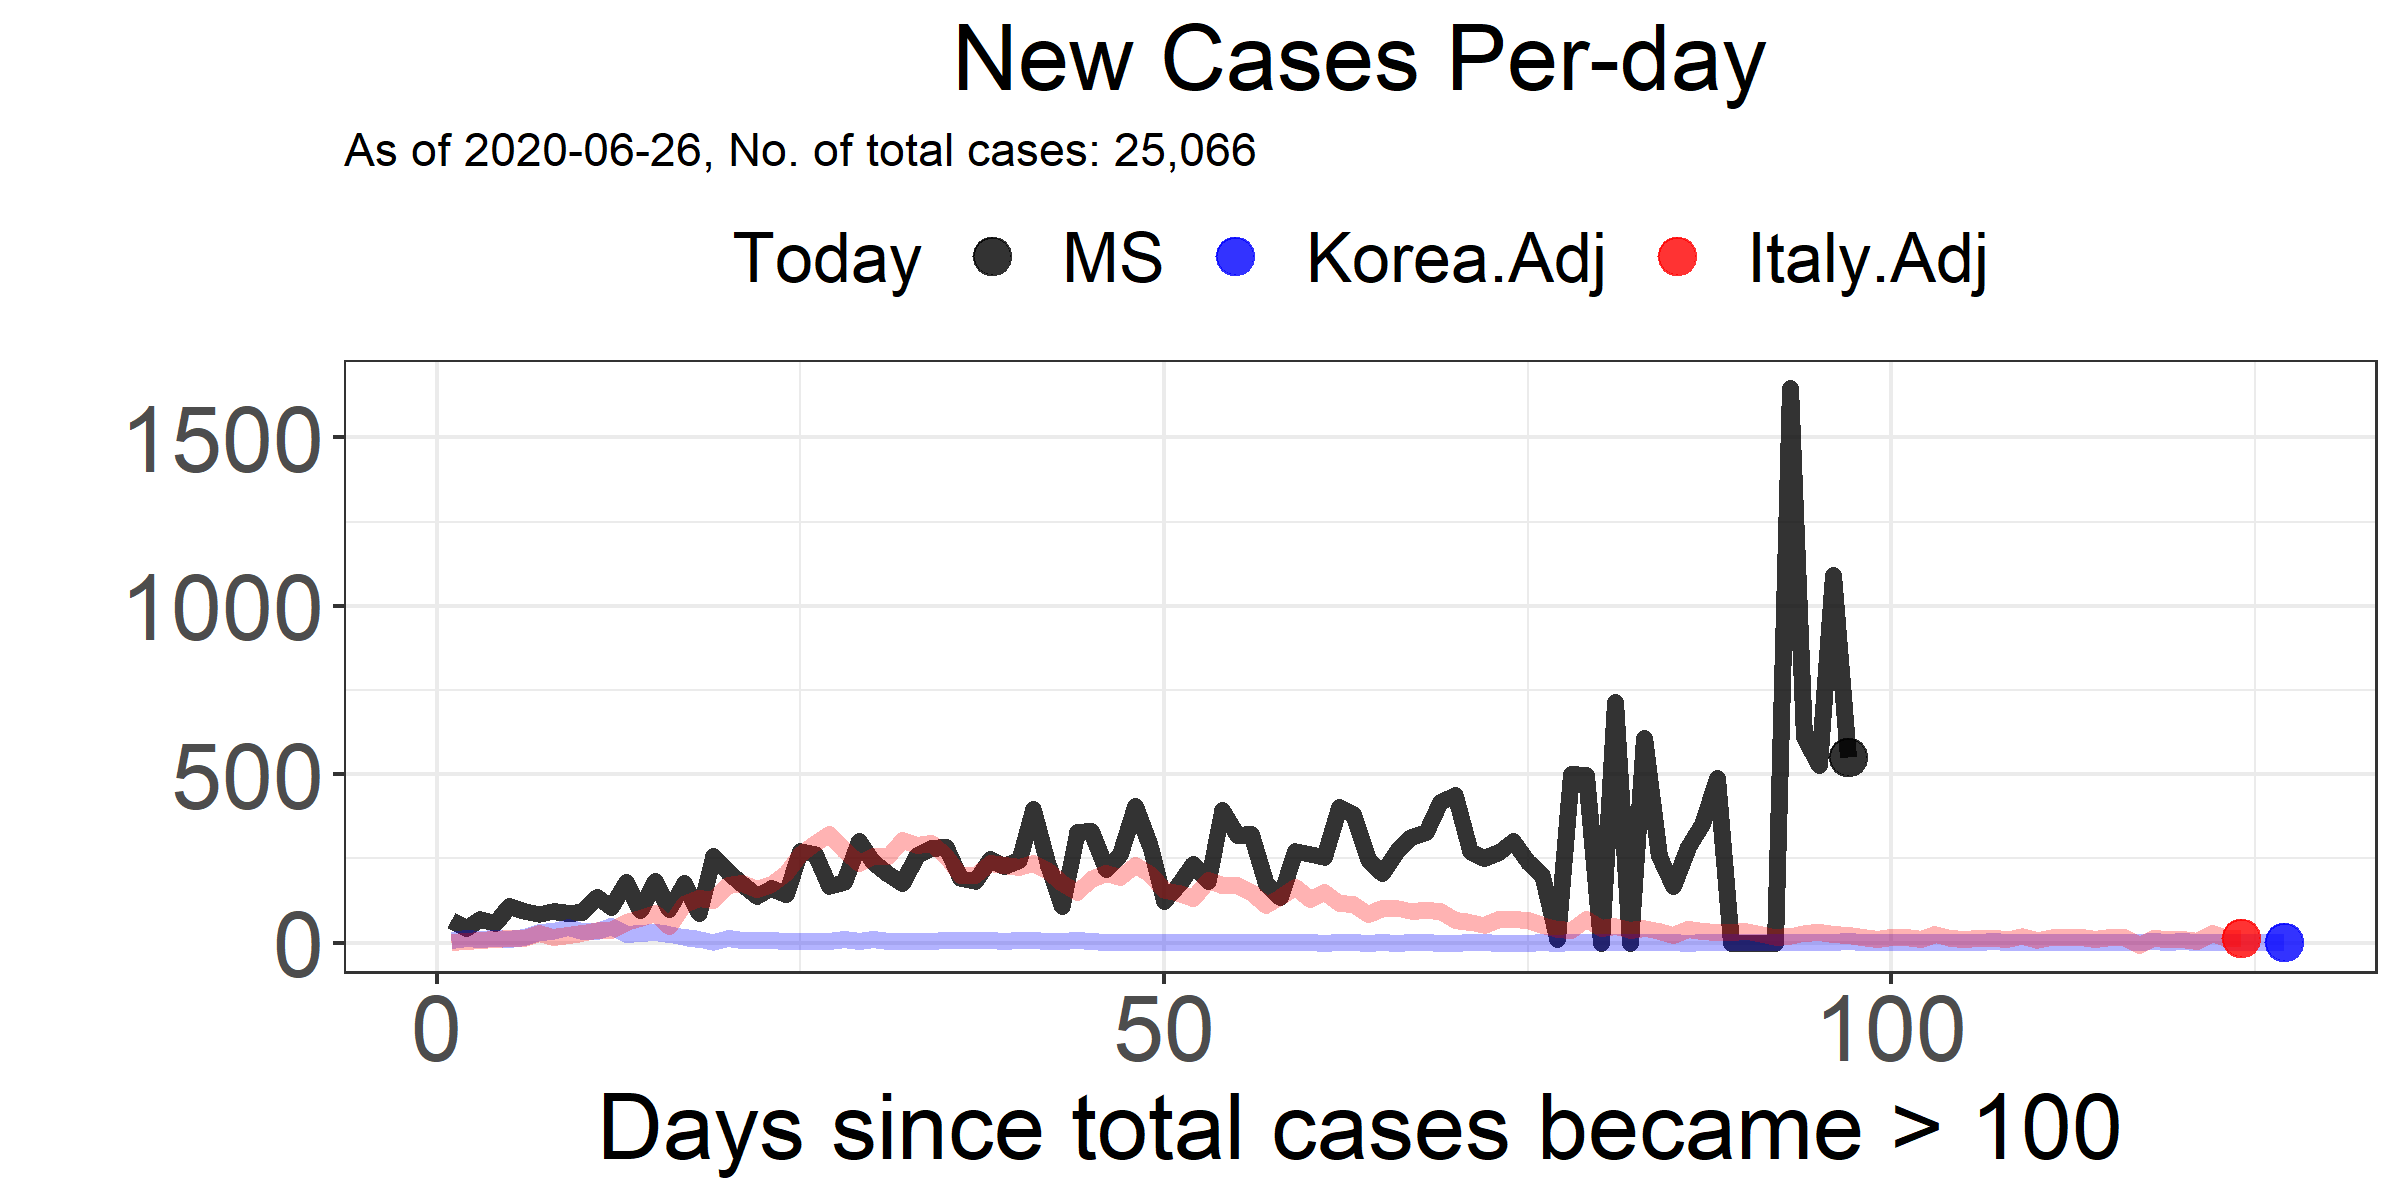 New Cases Per-day
As of 2020-06-26, No. of total cases: 25,066
Today MS Korea.Adj Italy.Adj
1500
1000
500
0
0 50 100
Days since total cases became > 100